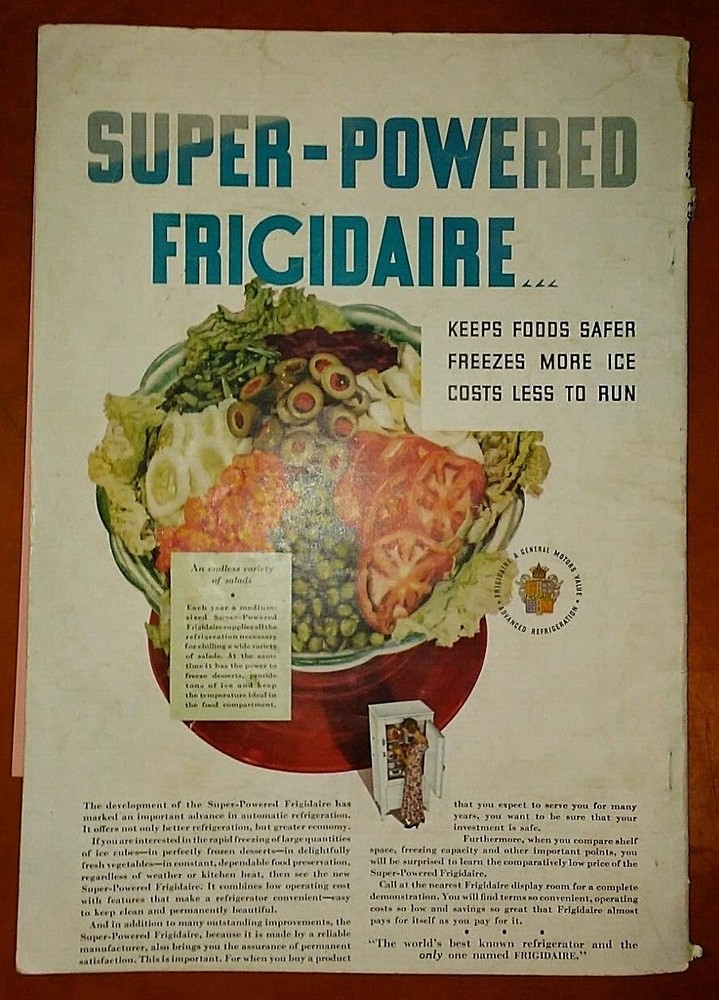 SUPER-POWERED
FRIGIDAIRE...
KEEPS FOODS SAFER
FREEZES MORE ICE
COSTS LESS TO RUN
An endless variety
of salads
•
Each year a medium-
sized Super-Powered
Frigidaire supplies all the
refrigeration necessary
for chilling a wide variety
of salads. At the same
time it has the power to
freeze desserts, provide
tons of ice and keep
the temperature ideal in
the food compartment.
FRIGIDAIRE A GENERAL MOTORS VALUE
• ADVANCED REFRIGERATION •
The development of the Super-Powered Frigidaire has
marked an important advance in automatic refrigeration.
It offers not only better refrigeration, but greater economy.
If you are interested in the rapid freezing of large quantities
of ice cubes—in perfectly frozen desserts—in delightfully
fresh vegetables—in constant, dependable food preservation,
regardless of weather or kitchen heat, then see the new
Super-Powered Frigidaire. It combines low operating cost
with features that make a refrigerator convenient—easy
to keep clean and permanently beautiful.
And in addition to many outstanding improvements, the
Super-Powered Frigidaire, because it is made by a reliable
manufacturer, also brings you the assurance of permanent
satisfaction. This is important. For when you buy a product
that you expect to serve you for many
years, you want to be sure that your
investment is safe.
Furthermore, when you compare shelf
space, freezing capacity and other important points, you
will be surprised to learn the comparatively low price of the
Super-Powered Frigidaire.
Call at the nearest Frigidaire display room for a complete
demonstration. You will find terms so convenient, operating
costs so low and savings so great that Frigidaire almost
pays for itself as you pay for it.
• • •
"The world's best known refrigerator and the
only one named FRIGIDAIRE."